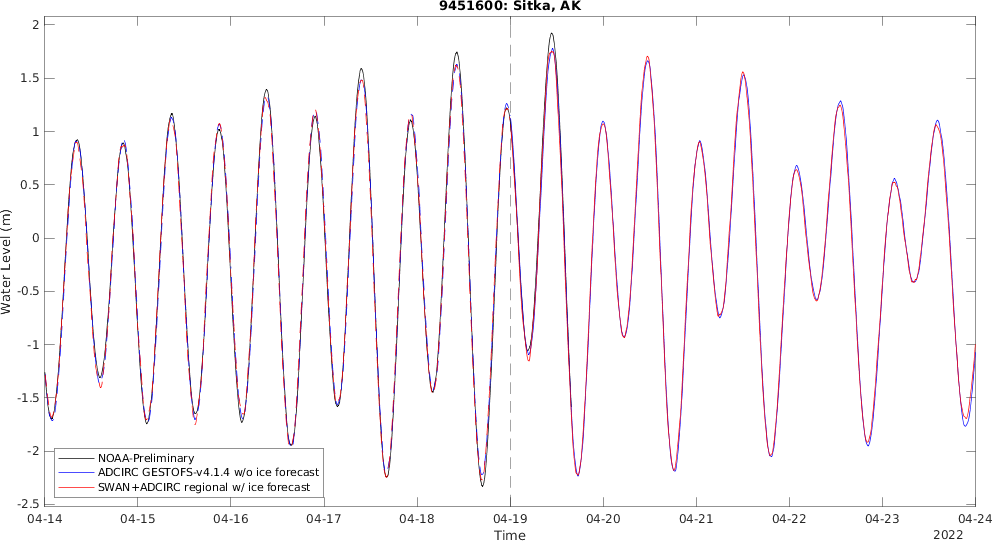 9451600: Sitka, AK
2
1.5
1
0.5
0
-0.5
-1
-1.5
-2
-2.5
Water Level (m)
NOAA-Preliminary
ADCIRC GESTOFS-v4.1.4 w/o ice forecast
SWAN+ADCIRC regional w/ ice forecast
04-14 04-15 04-16 04-17 04-18 04-19 04-20 04-21 04-22 04-23 04-24
Time
2022